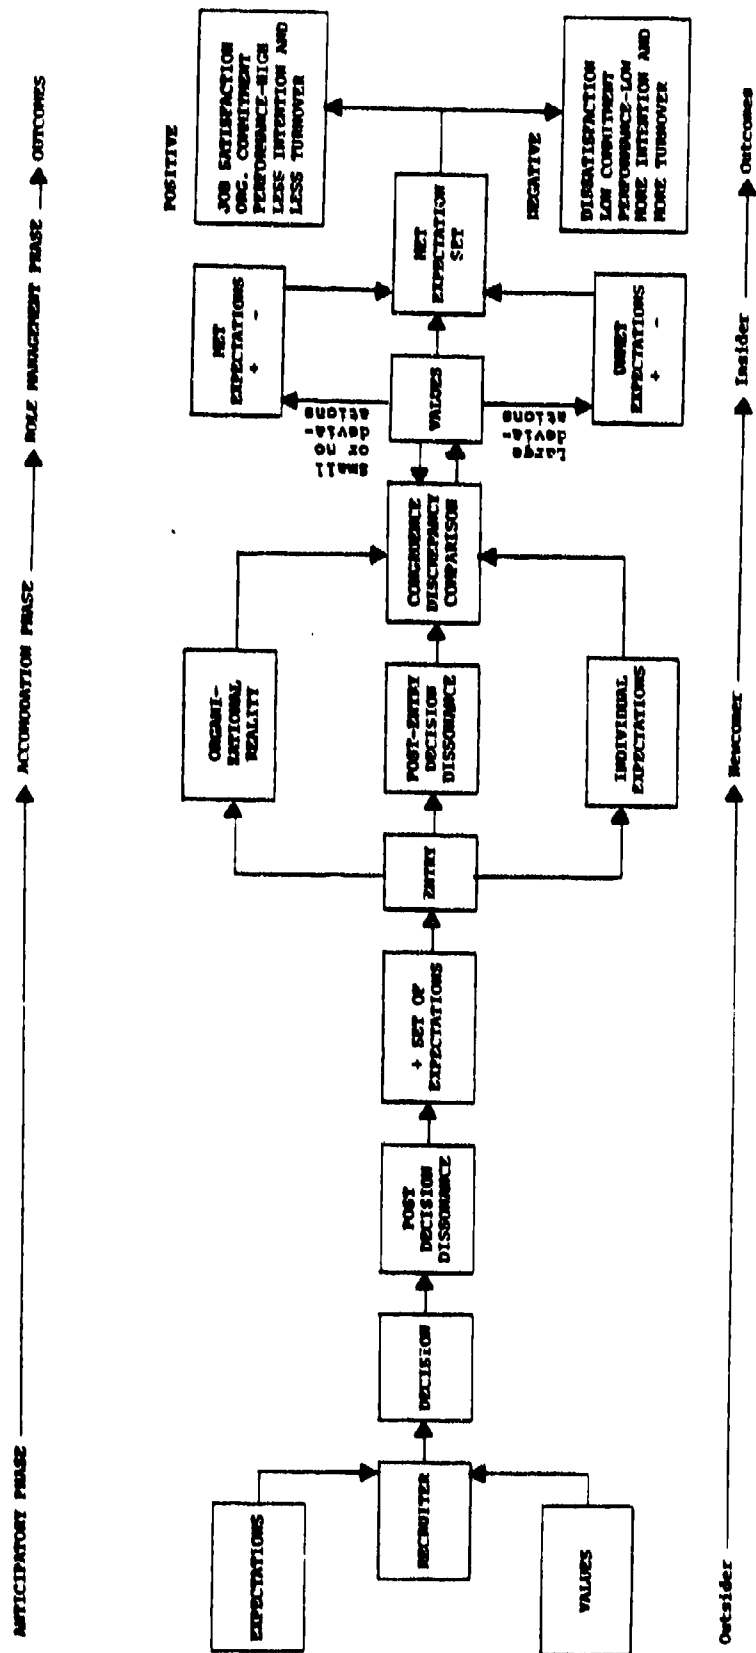 ANTICIPATORY PHASE
ACCOMODATION PHASE
ROLE MANAGEMENT PHASE
OUTCOMES
EXPECTATIONS
VALUES
RECRUITER
DECISION
POST
DECISION
DISSONANCE
+ SET OF
EXPECTATIONS
ENTRY
ORGANI-
ZATIONAL
REALITY
POST-ENTRY
DECISION
DISSONANCE
INDIVIDUAL
EXPECTATIONS
CONGRUENCE
DISCREPANCY
COMPARISON
small
or no
devia-
ations
VALUES
Large
devia-
ations
MET
EXPECTATIONS
+ -
UNMET
EXPECTATIONS
+ -
MET
EXPECTATION
SET
POSITIVE
JOB SATISFACTION
ORG. COMMITMENT
PERFORMANCE-HIGH
LESS INTENTION AND
LESS TURNOVER
NEGATIVE
DISSATISFACTION
LOW COMMITMENT
PERFORMANCE-LOW
MORE INTENTION AND
MORE TURNOVER
Outsider
Newcomer
Insider
Outcomes